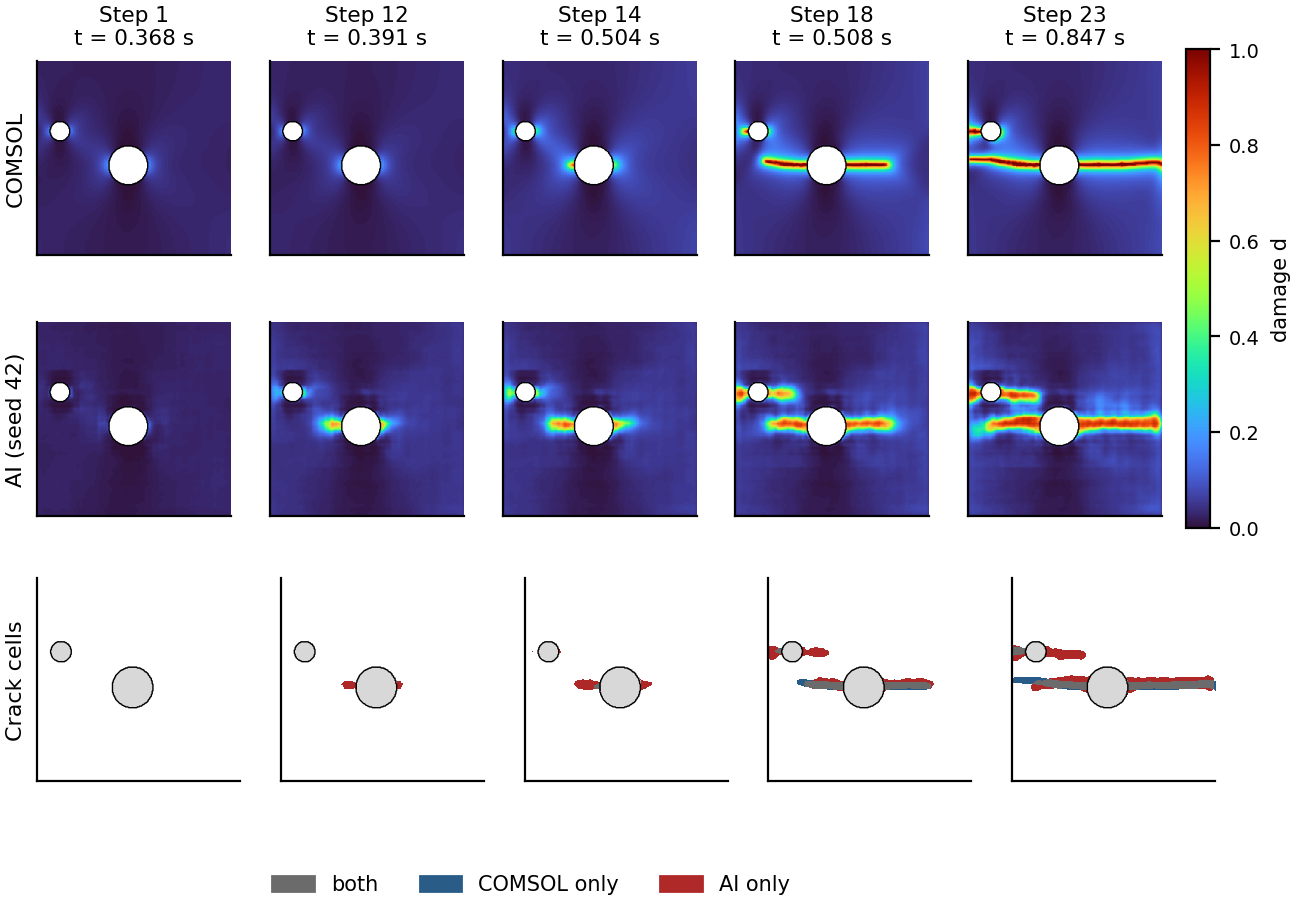 Step 1
t = 0.368 s
Step 12
t = 0.391 s
Step 14
t = 0.504 s
Step 18
t = 0.508 s
Step 23
t = 0.847 s
COMSOL
AI (seed 42)
Crack cells
1.0
0.8
0.6
0.4
0.2
0.0
damage d
both
COMSOL only
AI only